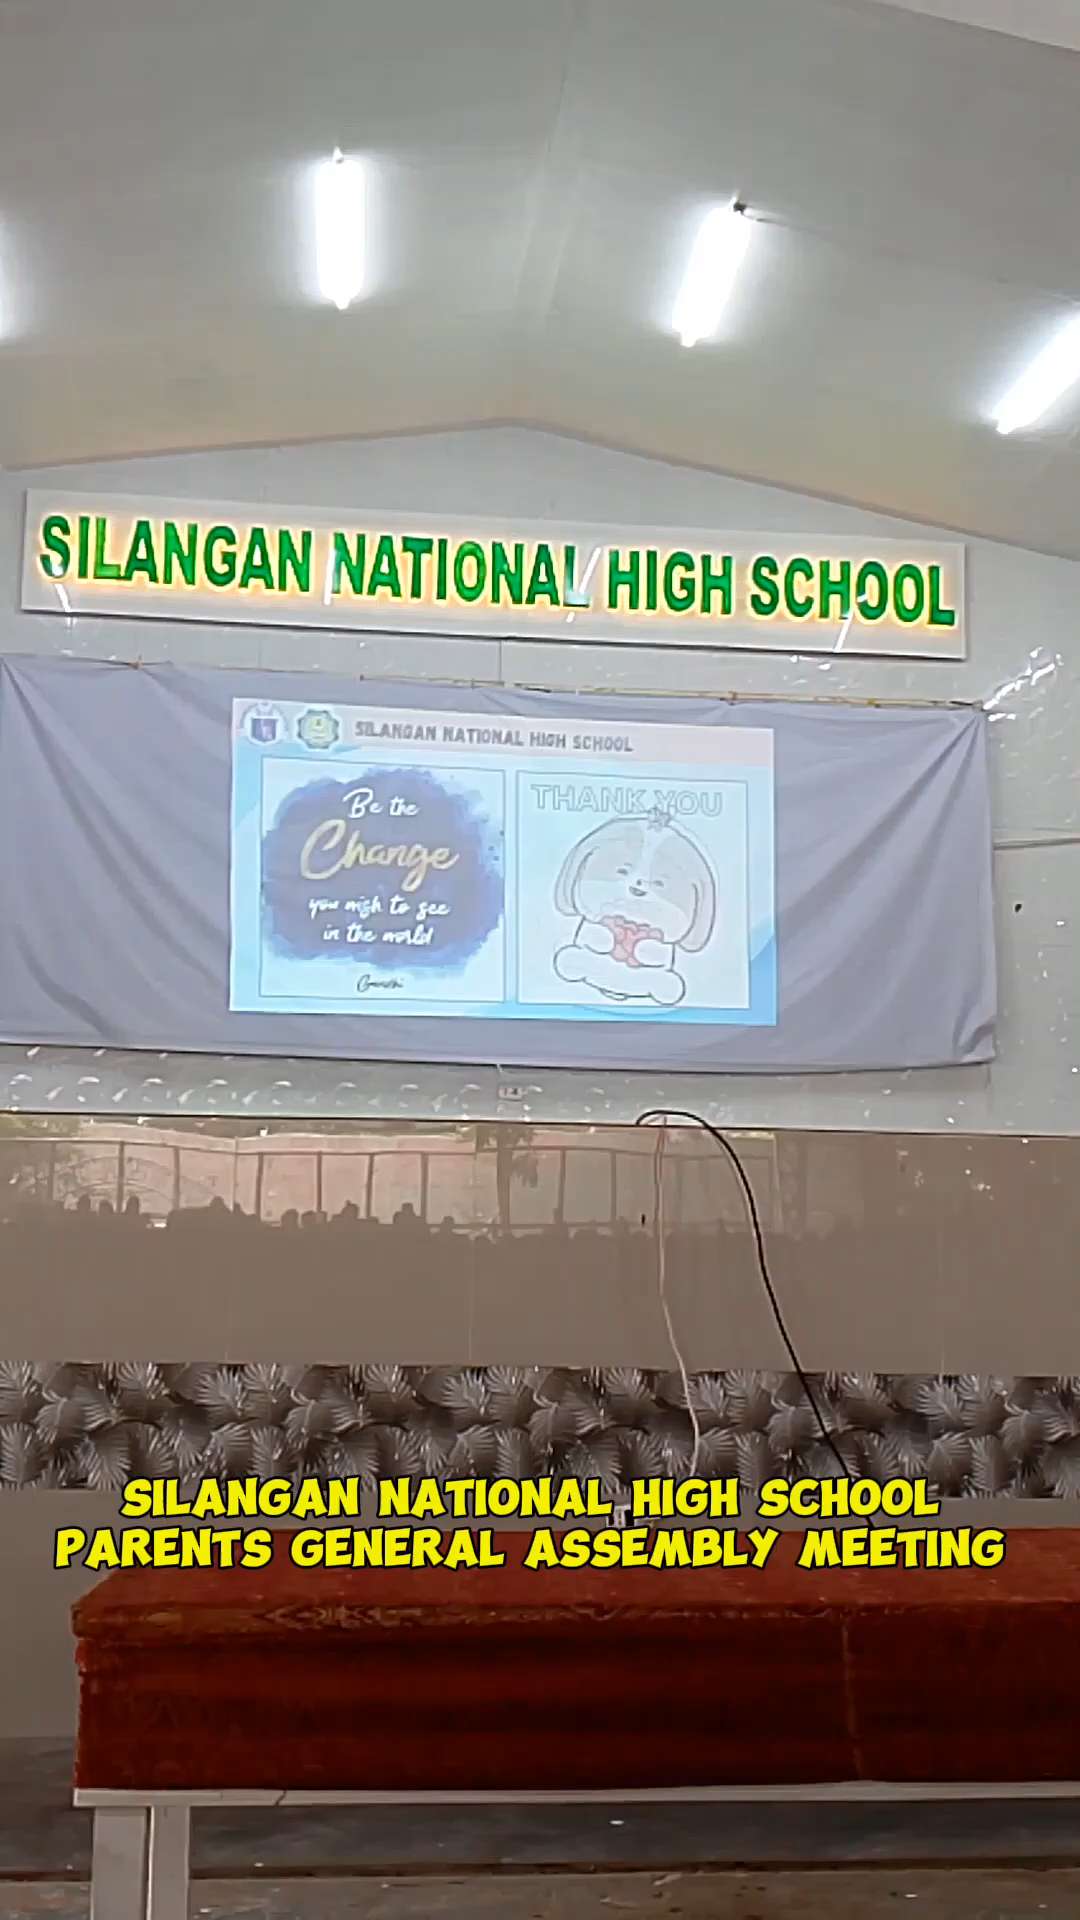 SILANGAN NATIONAL HIGH SCHOOL
SILANGAN NATIONAL HIGH SCHOOL
Be the
Change
you wish to see
in the world
Gandhi
THANK YOU
SILANGAN NATIONAL HIGH SCHOOL
PARENTS GENERAL ASSEMBLY MEETING